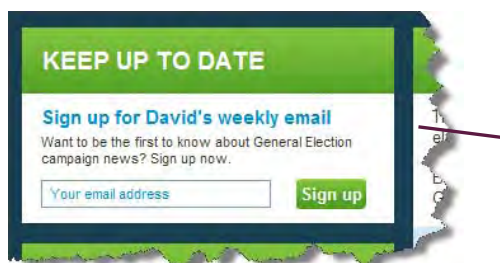 KEEP UP TO DATE
Sign up for David's weekly email
Want to be the first to know about General Election
campaign news? Sign up now.
Your email address
Sign up